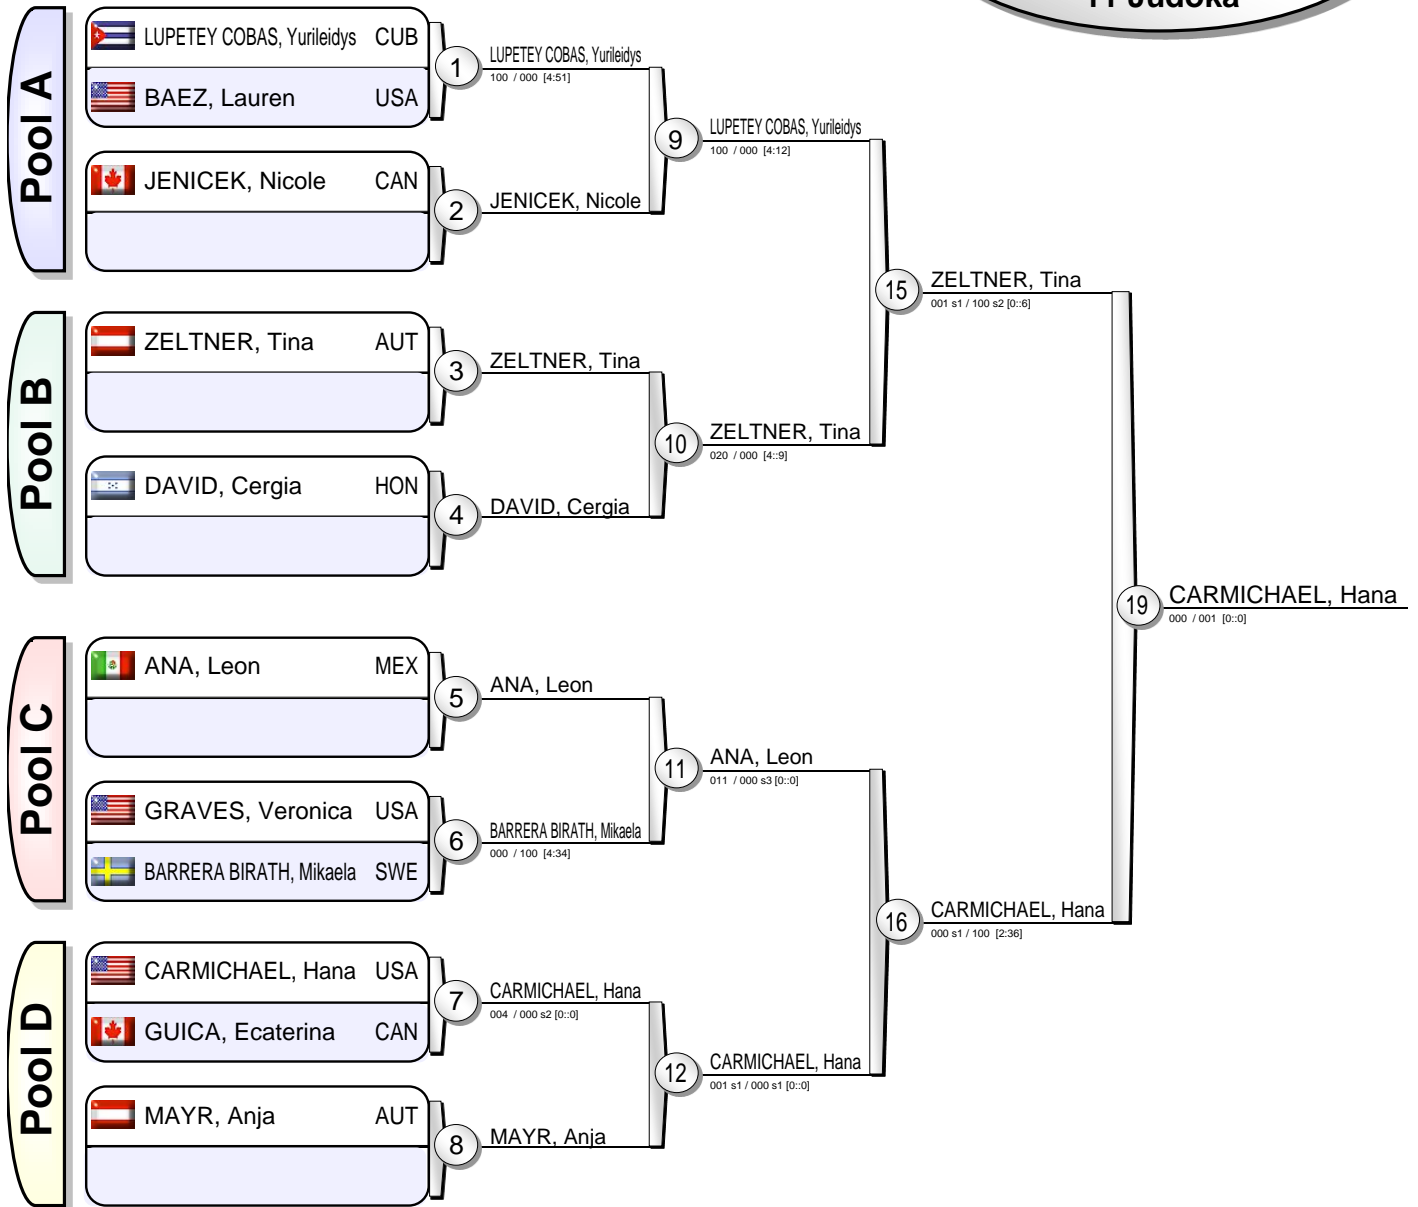 11 Judoka
Pool A
LUPETEY COBAS, Yurileidys CUB
BAEZ, Lauren USA
1
LUPETEY COBAS, Yurileidys
100 / 000 [4:51]
JENICEK, Nicole CAN
2
JENICEK, Nicole
9
LUPETEY COBAS, Yurileidys
100 / 000 [4:12]
Pool B
ZELTNER, Tina AUT
3
ZELTNER, Tina
DAVID, Cergia HON
4
DAVID, Cergia
10
ZELTNER, Tina
020 / 000 [4::9]
15
ZELTNER, Tina
001 s1 / 100 s2 [0::6]
Pool C
ANA, Leon MEX
5
ANA, Leon
GRAVES, Veronica USA
BARRERA BIRATH, Mikaela SWE
6
BARRERA BIRATH, Mikaela
000 / 100 [4:34]
11
ANA, Leon
011 / 000 s3 [0::0]
Pool D
CARMICHAEL, Hana USA
GUICA, Ecaterina CAN
7
CARMICHAEL, Hana
004 / 000 s2 [0::0]
MAYR, Anja AUT
8
MAYR, Anja
12
CARMICHAEL, Hana
001 s1 / 000 s1 [0::0]
16
CARMICHAEL, Hana
000 s1 / 100 [2:36]
19
CARMICHAEL, Hana
000 / 001 [0::0]